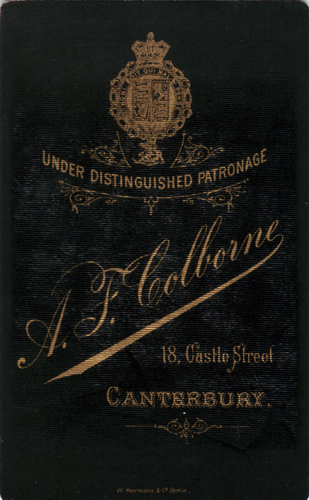 UNDER DISTINGUISHED PATRONAGE
A. F. Colborne
18, Castle Street
CANTERBURY.